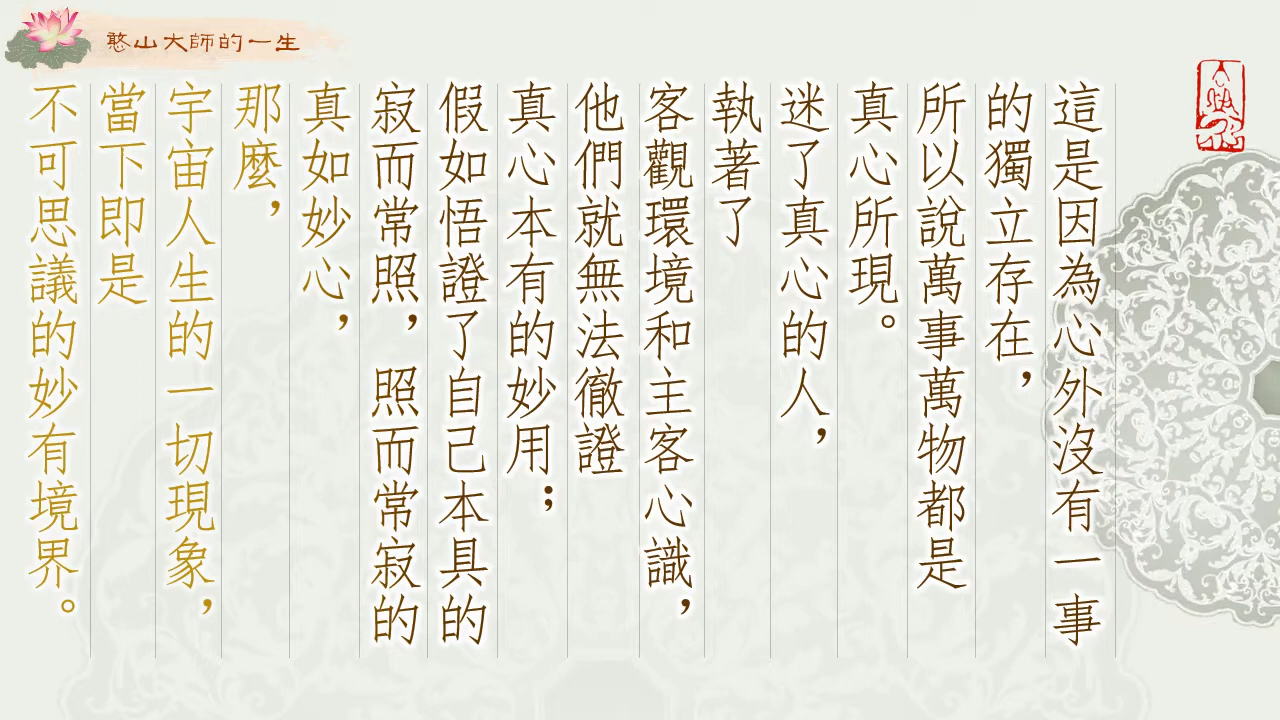 憨山大師的一生
這是因為心外沒有一事
的獨立存在，
所以說萬事萬物都是
真心所現。
迷了真心的人，
執著了
客觀環境和主客心識，
他們就無法徹證
真心本有的妙用；
假如悟證了自己本具的
寂而常照，照而常寂的
真如妙心，
那麼，
宇宙人生的一切現象，
當下即是
不可思議的妙有境界。